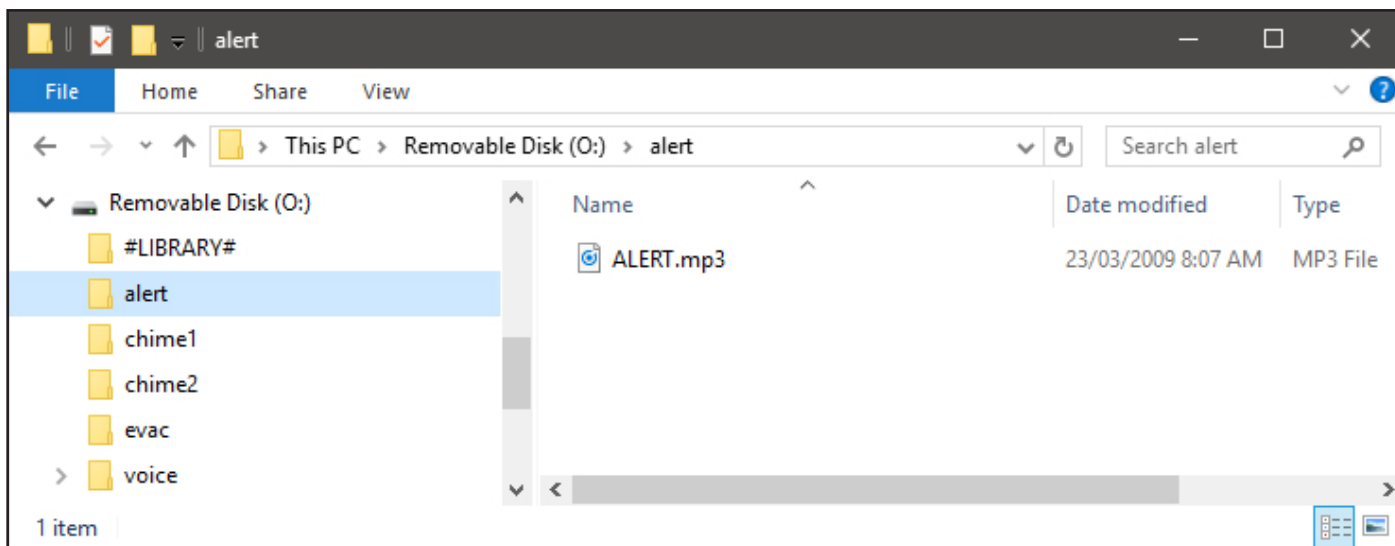 alert
File Home Share View
This PC > Removable Disk (O:) > alert
Search alert
Removable Disk (O:)
#LIBRARY#
alert
chime1
chime2
evac
voice
Name Date modified Type
ALERT.mp3 23/03/2009 8:07 AM MP3 File
1 item